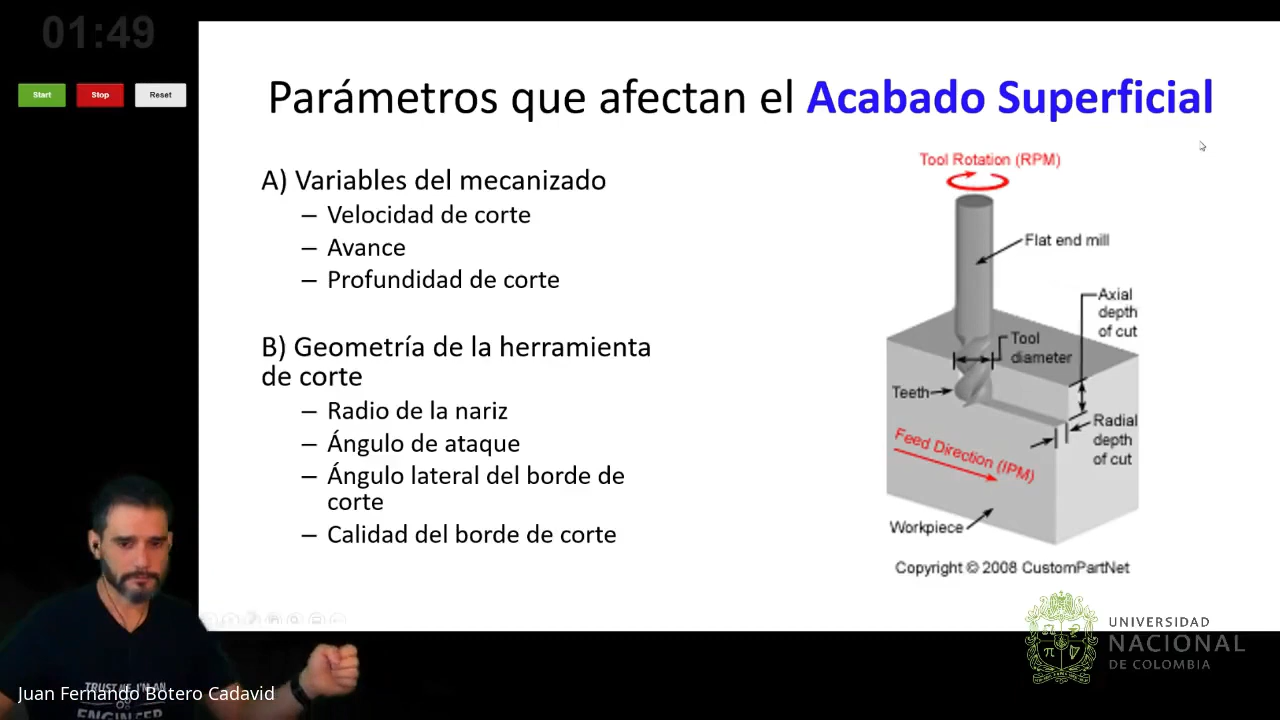 01:49
Start
Stop
Reset
Parámetros que afectan el Acabado Superficial
A) Variables del mecanizado
– Velocidad de corte
– Avance
– Profundidad de corte
B) Geometría de la herramienta
de corte
– Radio de la nariz
– Ángulo de ataque
– Ángulo lateral del borde de
corte
– Calidad del borde de corte
Tool Rotation (RPM)
Flat end mill
Axial
depth
of cut
Tool
diameter
Teeth
Radial
depth
of cut
Feed Direction (IPM)
Workpiece
Copyright © 2008 CustomPartNet
UNIVERSIDAD
NACIONAL
DE COLOMBIA
Juan Fernando Botero Cadavid
TRUST ME, I'M AN
ENGINEER